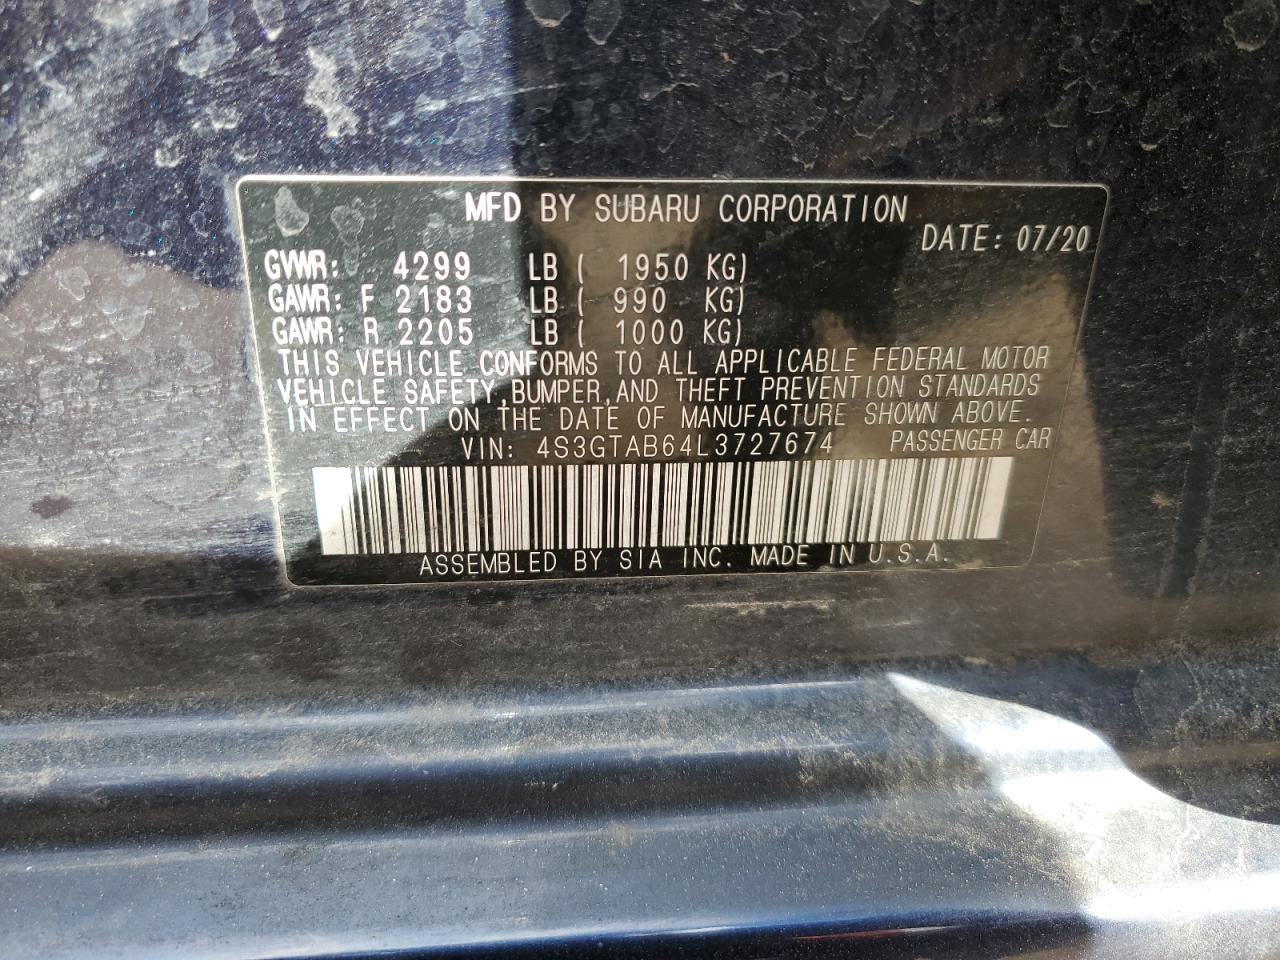 MFD BY SUBARU CORPORATION
DATE: 07/20
GVWR: 4299 LB ( 1950 KG)
GAWR: F 2183 LB ( 990 KG)
GAWR: R 2205 LB ( 1000 KG)
THIS VEHICLE CONFORMS TO ALL APPLICABLE FEDERAL MOTOR
VEHICLE SAFETY,BUMPER,AND THEFT PREVENTION STANDARDS
IN EFFECT ON THE DATE OF MANUFACTURE SHOWN ABOVE.
VIN: 4S3GTAB64L3727674 PASSENGER CAR
ASSEMBLED BY SIA INC. MADE IN U.S.A.